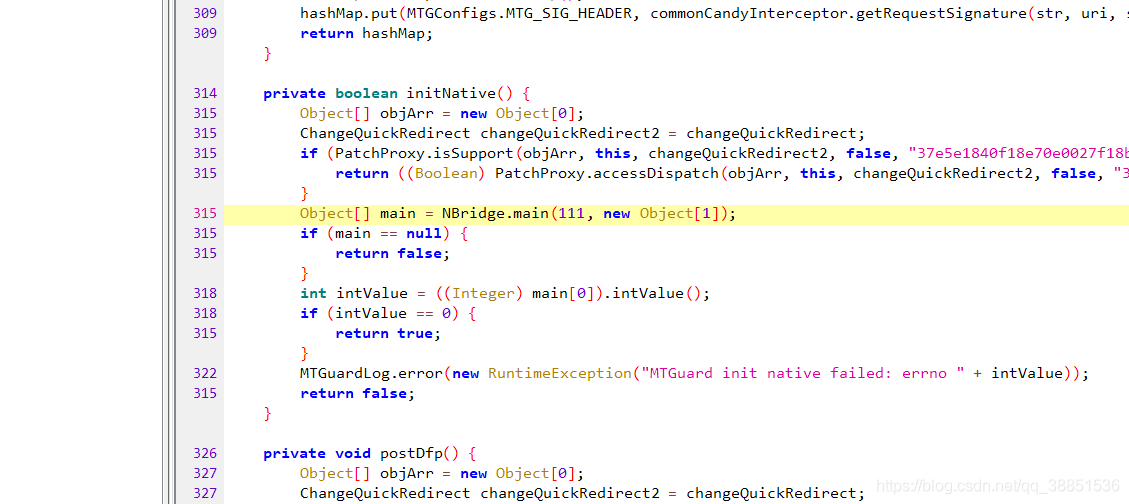 309 hashMap.put(MTGConfigs.MTG_SIG_HEADER, commonCandyInterceptor.getRequestSignature(str, uri, s
309 return hashMap;
}
314 private boolean initNative() {
315 Object[] objArr = new Object[0];
315 ChangeQuickRedirect changeQuickRedirect2 = changeQuickRedirect;
315 if (PatchProxy.isSupport(objArr, this, changeQuickRedirect2, false, "37e5e1840f18e70e0027f18b
315 return ((Boolean) PatchProxy.accessDispatch(objArr, this, changeQuickRedirect2, false, "3
}
315 Object[] main = NBridge.main(111, new Object[1]);
315 if (main == null) {
315 return false;
}
318 int intValue = ((Integer) main[0]).intValue();
318 if (intValue == 0) {
315 return true;
}
322 MTGuardLog.error(new RuntimeException("MTGuard init native failed: errno " + intValue));
315 return false;
}
326 private void postDfp() {
327 Object[] objArr = new Object[0];
327 ChangeQuickRedirect changeQuickRedirect2 = changeQuickRedirect;
https://blog.csdn.net/qq_38851536